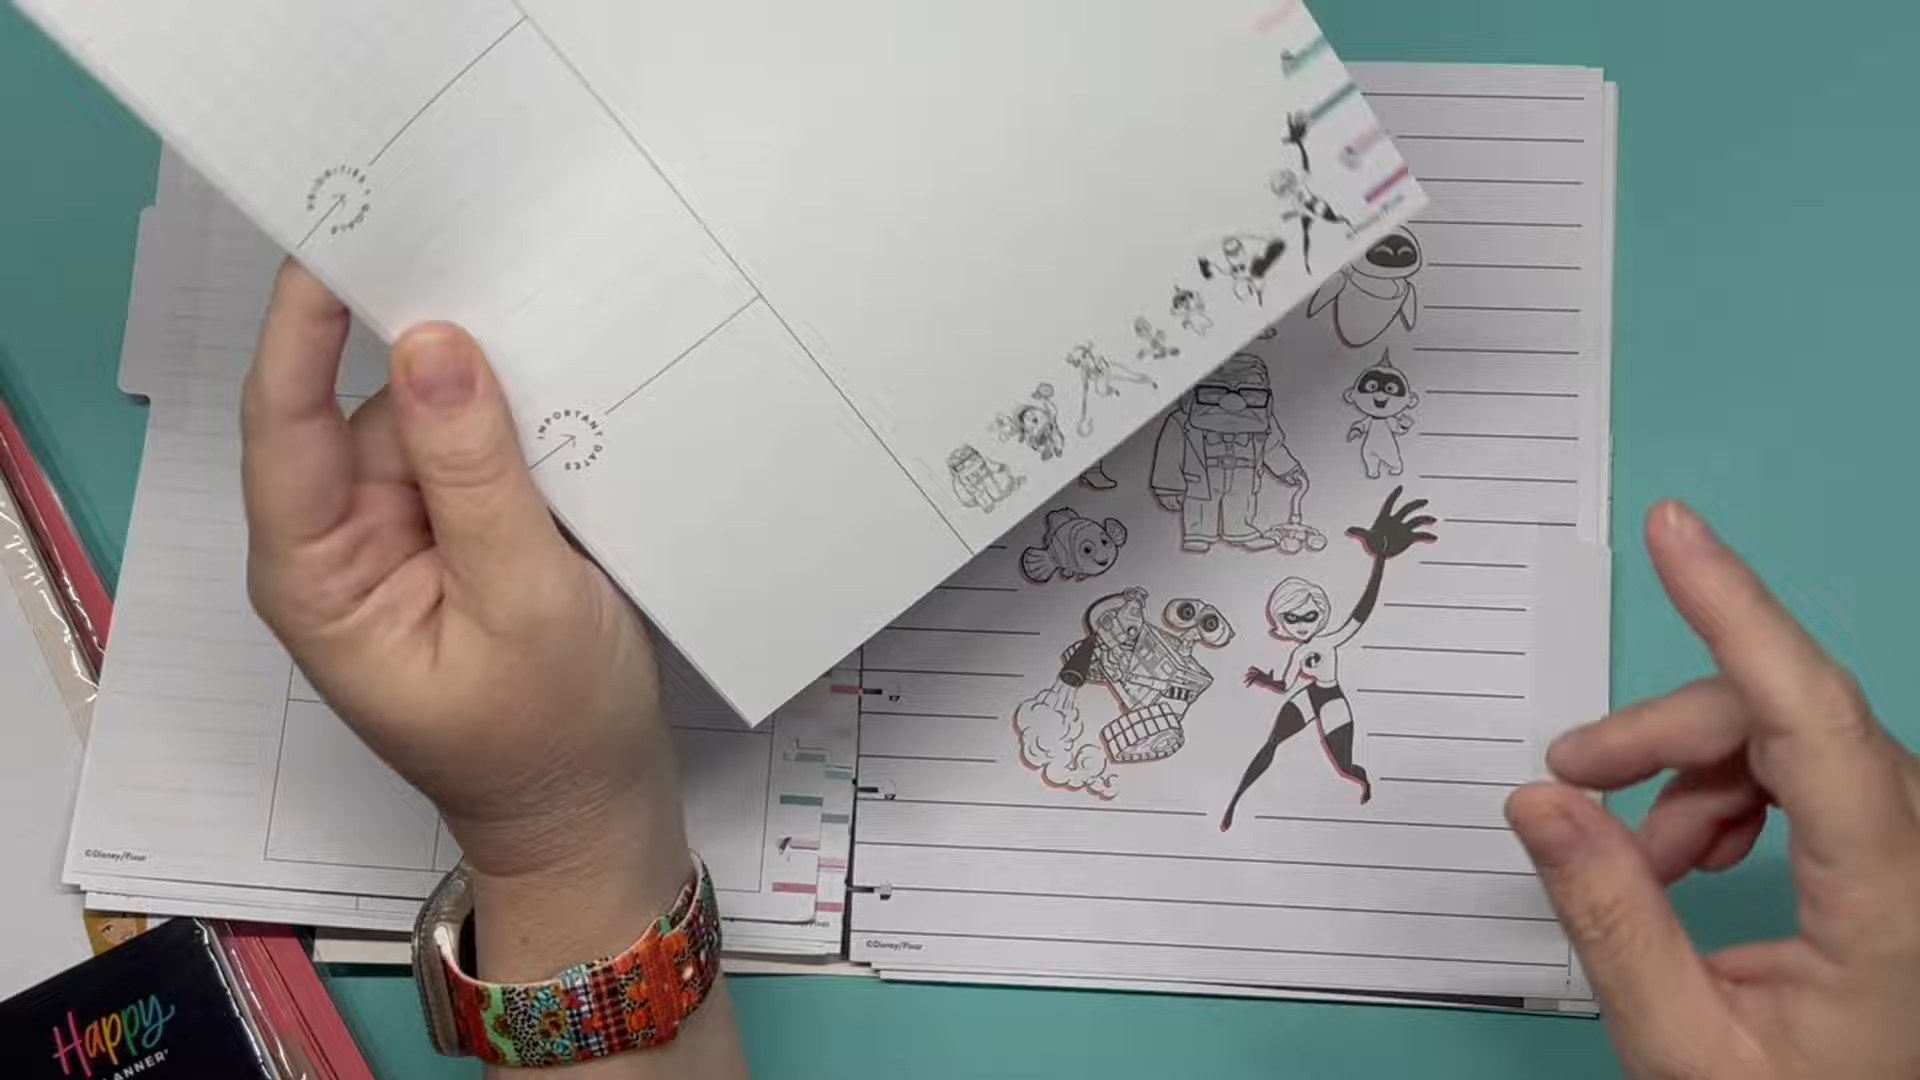 PRIORITIES + GOALS
IMPORTANT DATES
©Disney/Pixar
©Disney/Pixar
Happy
PLANNER®